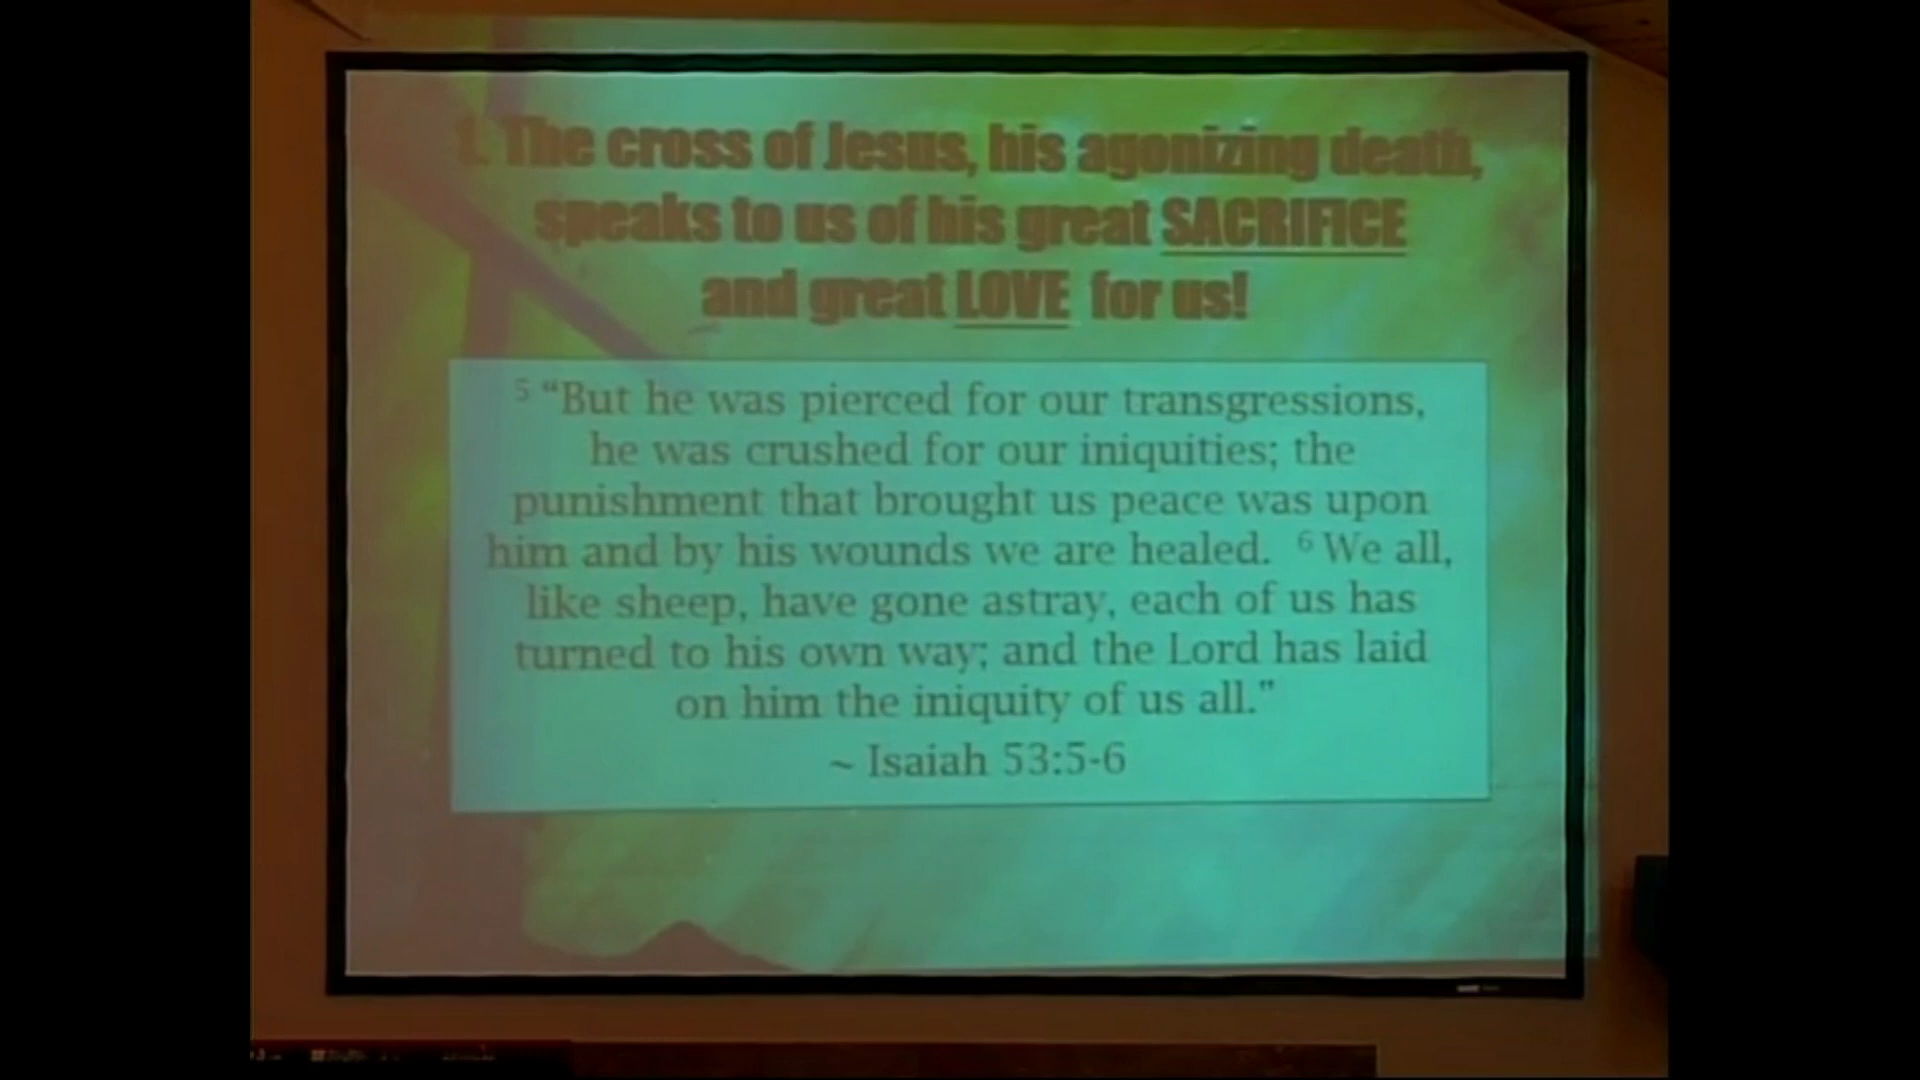 1. The cross of Jesus, his agonizing death,
speaks to us of his great SACRIFICE
and great LOVE for us!
5 “But he was pierced for our transgressions,
he was crushed for our iniquities; the
punishment that brought us peace was upon
him and by his wounds we are healed. 6 We all,
like sheep, have gone astray, each of us has
turned to his own way; and the Lord has laid
on him the iniquity of us all."
~ Isaiah 53:5-6